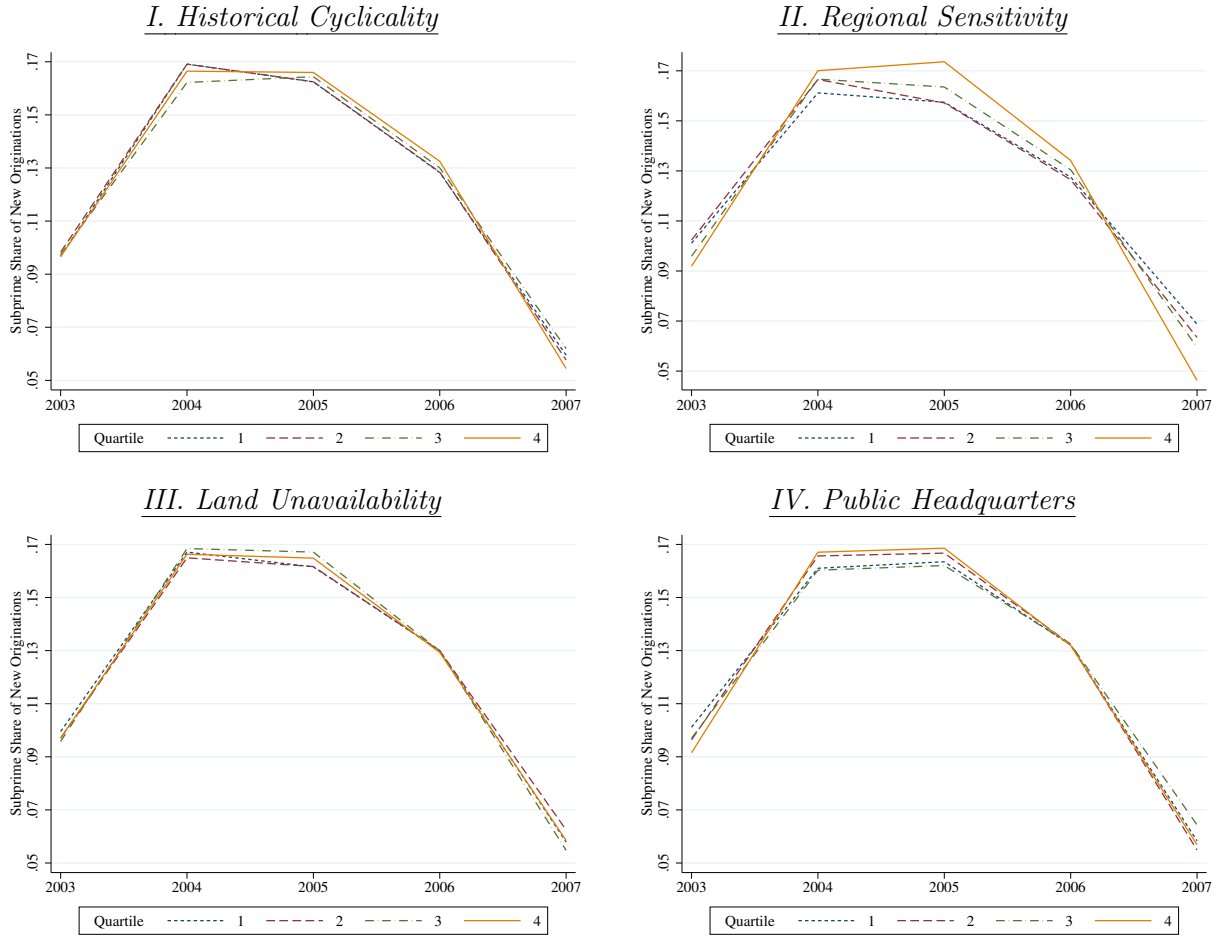 I. Historical Cyclicality
Subprime Share of New Originations
.17
.15
.13
.11
.09
.07
.05
2003 2004 2005 2006 2007
Quartile 1 2 3 4
II. Regional Sensitivity
Subprime Share of New Originations
.17
.15
.13
.11
.09
.07
.05
2003 2004 2005 2006 2007
Quartile 1 2 3 4
III. Land Unavailability
Subprime Share of New Originations
.17
.15
.13
.11
.09
.07
.05
2003 2004 2005 2006 2007
Quartile 1 2 3 4
IV. Public Headquarters
Subprime Share of New Originations
.17
.15
.13
.11
.09
.07
.05
2003 2004 2005 2006 2007
Quartile 1 2 3 4